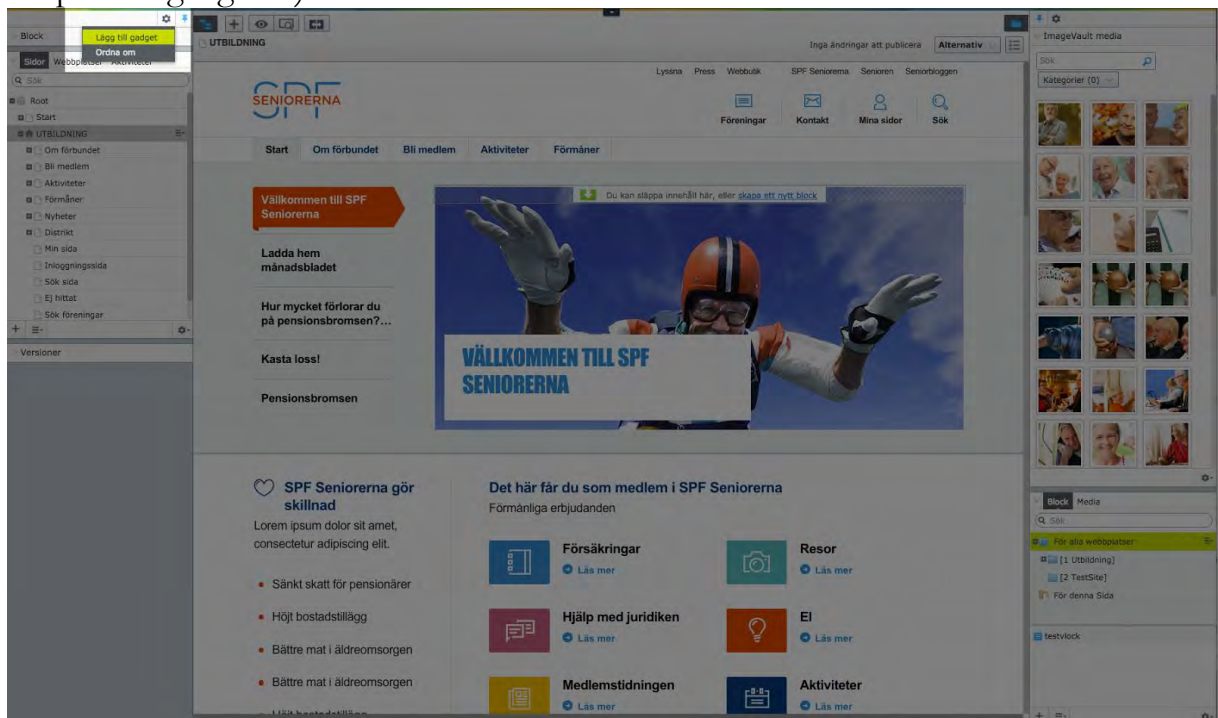 Block
Lägg till gadget
Ordna om
Sidor Webbplatser Aktiviteter
Sök
Root
Start
UTBILDNING
Om förbundet
Bli medlem
Aktiviteter
Förmåner
Nyheter
Distrikt
Min sida
Inloggningssida
Sök sida
Ej hittat
Sök föreningar
Versioner
UTBILDNING
Inga ändringar att publicera
Alternativ
Lyssna Press Webbutik SPF Seniorerna Senioren Seniorbloggen
SPF
SENIORERNA
Föreningar Kontakt Mina sidor Sök
Start Om förbundet Bli medlem Aktiviteter Förmåner
Vällkommen till SPF
Seniorerna
Ladda hem
månadsbladet
Hur mycket förlorar du
på pensionsbromsen?...
Kasta loss!
Pensionsbromsen
Du kan släppa innehåll här, eller skapa ett nytt block
VÄLLKOMMEN TILL SPF
SENIORERNA
SPF Seniorerna gör
skillnad
Lorem ipsum dolor sit amet,
consectetur adipiscing elit.
Sänkt skatt för pensionärer
Höjt bostadstillägg
Bättre mat i äldreomsorgen
Bättre mat i äldreomsorgen
Höjt bostadstillägg
Det här får du som medlem i SPF Seniorerna
Förmånliga erbjudanden
Försäkringar
Läs mer
Resor
Läs mer
Hjälp med juridiken
Läs mer
El
Läs mer
Medlemstidningen
Läs mer
Aktiviteter
Läs mer
ImageVault media
Sök
Kategorier (0)
Block Media
Sök
För alla webbplatser
[1 Utbildning]
[2 TestSite]
För denna Sida
testvlock